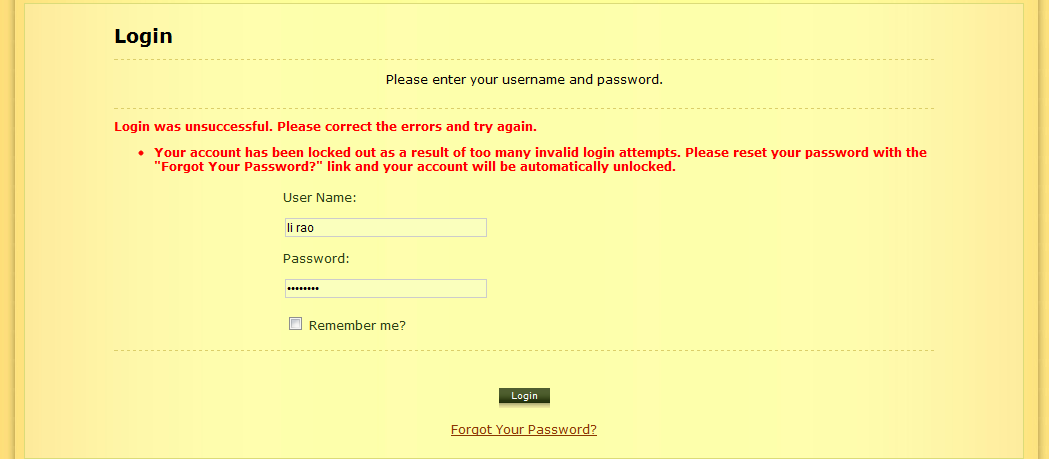 Login
Please enter your username and password.
Login was unsuccessful. Please correct the errors and try again.
• Your account has been locked out as a result of too many invalid login attempts. Please reset your password with the
"Forgot Your Password?" link and your account will be automatically unlocked.
User Name:
li rao
Password:
••••••••
Remember me?
Login
Forgot Your Password?